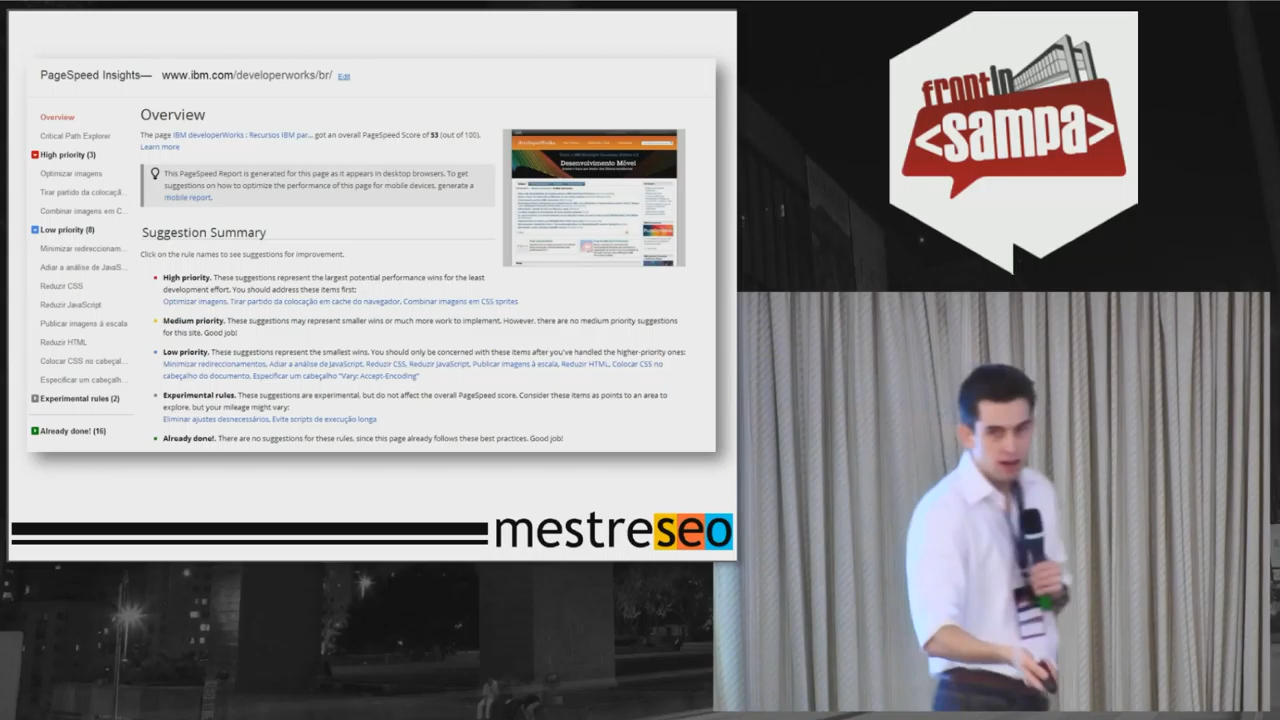 PageSpeed Insights— www.ibm.com/developerworks/br/ Edit
Overview
Critical Path Explorer
High priority (3)
Optimizar imagens
Tirar partida da colocaçã...
Combinar imagens em C...
Low priority (8)
Minimizar redireccionam...
Adiar a análise de JavaS...
Reduzir CSS
Reduzir JavaScript
Publicar imagens à escala
Reduzir HTML
Colocar CSS no cabeçal...
Especificar um cabeçalh...
Experimental rules (2)
Already done! (16)
Overview
The page IBM developerWorks : Recursos IBM par... got an overall PageSpeed Score of 53 (out of 100).
Learn more
This PageSpeed Report is generated for this page as it appears in desktop browsers. To get
suggestions on how to optimize the performance of this page for mobile devices, generate a
mobile report.
Suggestion Summary
Click on the rule names to see suggestions for improvement.
High priority. These suggestions represent the largest potential performance wins for the least
development effort. You should address these items first:
Optimizar imagens, Tirar partido da colocação em cache do navegador, Combinar imagens em CSS sprites
Medium priority. These suggestions may represent smaller wins or much more work to implement. However, there are no medium priority suggestions
for this site. Good job!
Low priority. These suggestions represent the smallest wins. You should only be concerned with these items after you've handled the higher-priority ones:
Minimizar redireccionamentos, Adiar a análise de JavaScript, Reduzir CSS, Reduzir JavaScript, Publicar imagens à escala, Reduzir HTML, Colocar CSS no
cabeçalho do documento, Especificar um cabeçalho "Vary: Accept-Encoding"
Experimental rules. These suggestions are experimental, but do not affect the overall PageSpeed score. Consider these items as points to an area to
explore, but your mileage might vary:
Eliminar ajustes desnecessários, Evite scripts de execução longa
Already done!. There are no suggestions for these rules, since this page already follows these best practices. Good job!
developerWorks
Desenvolvimento Móvel
mestreseo
frontin
<sampa>